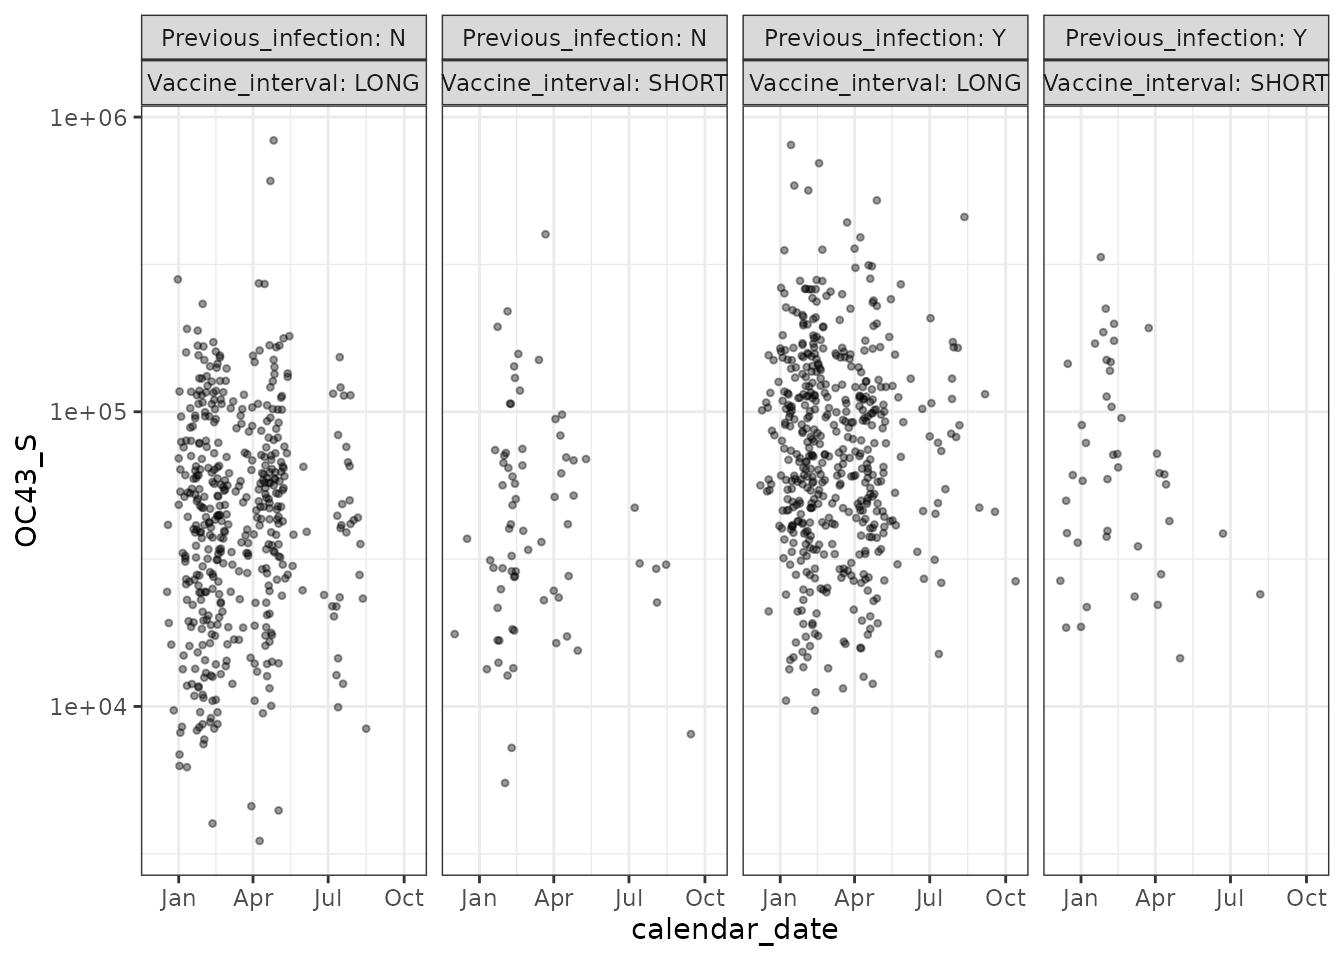 Previous_infection: N
Previous_infection: N
Previous_infection: Y
Previous_infection: Y
Vaccine_interval: LONG
Vaccine_interval: SHORT
Vaccine_interval: LONG
Vaccine_interval: SHORT
1e+06
1e+05
1e+04
OC43_S
Jan Apr Jul Oct
Jan Apr Jul Oct
Jan Apr Jul Oct
Jan Apr Jul Oct
calendar_date